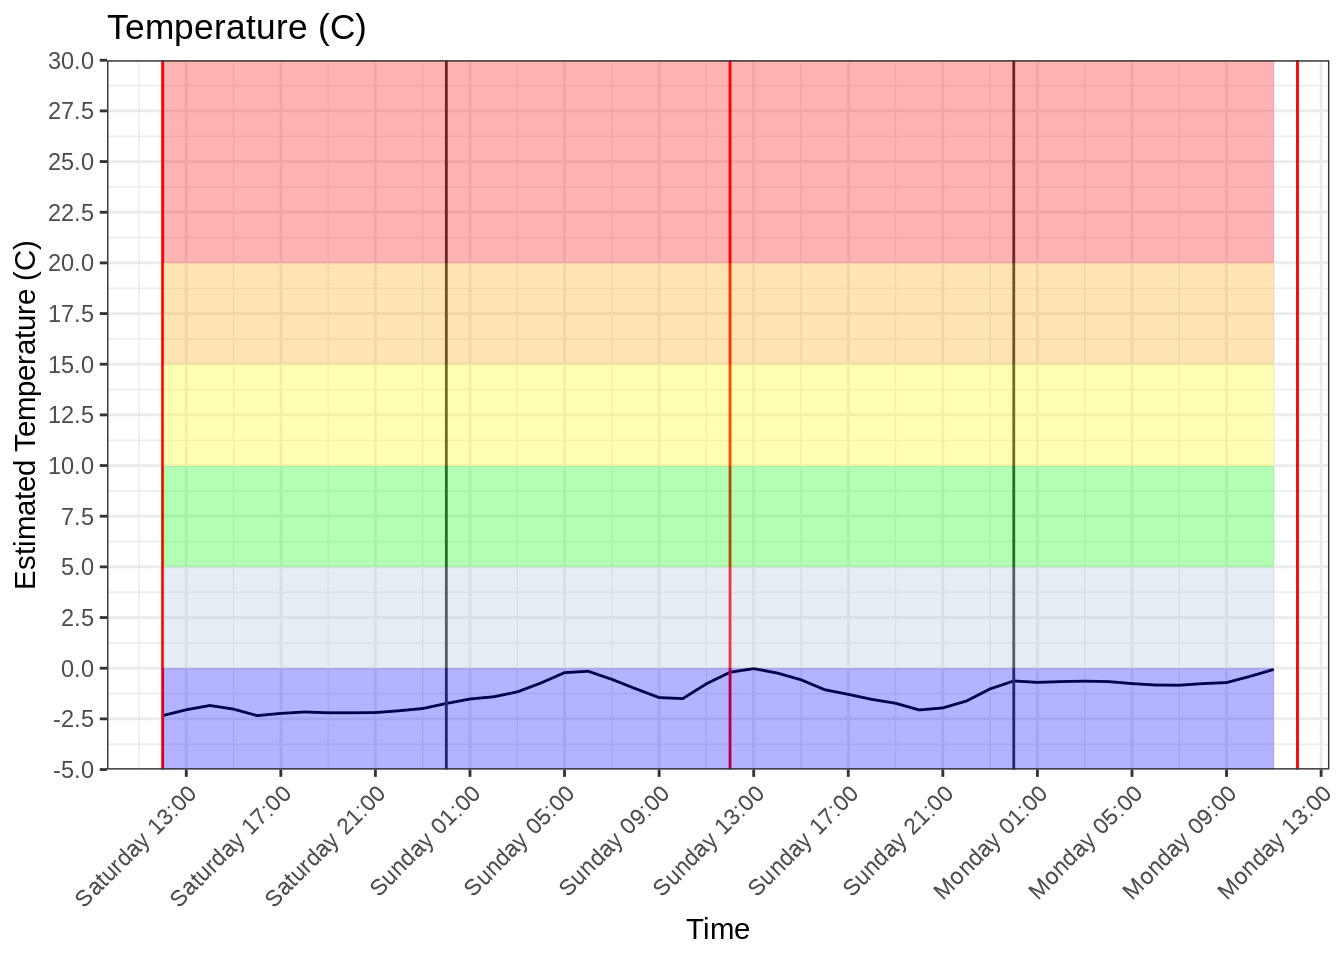 Temperature (C)
Estimated Temperature (C)
30.0
27.5
25.0
22.5
20.0
17.5
15.0
12.5
10.0
7.5
5.0
2.5
0.0
-2.5
-5.0
Saturday 13:00
Saturday 17:00
Saturday 21:00
Sunday 01:00
Sunday 05:00
Sunday 09:00
Sunday 13:00
Sunday 17:00
Sunday 21:00
Monday 01:00
Monday 05:00
Monday 09:00
Monday 13:00
Time